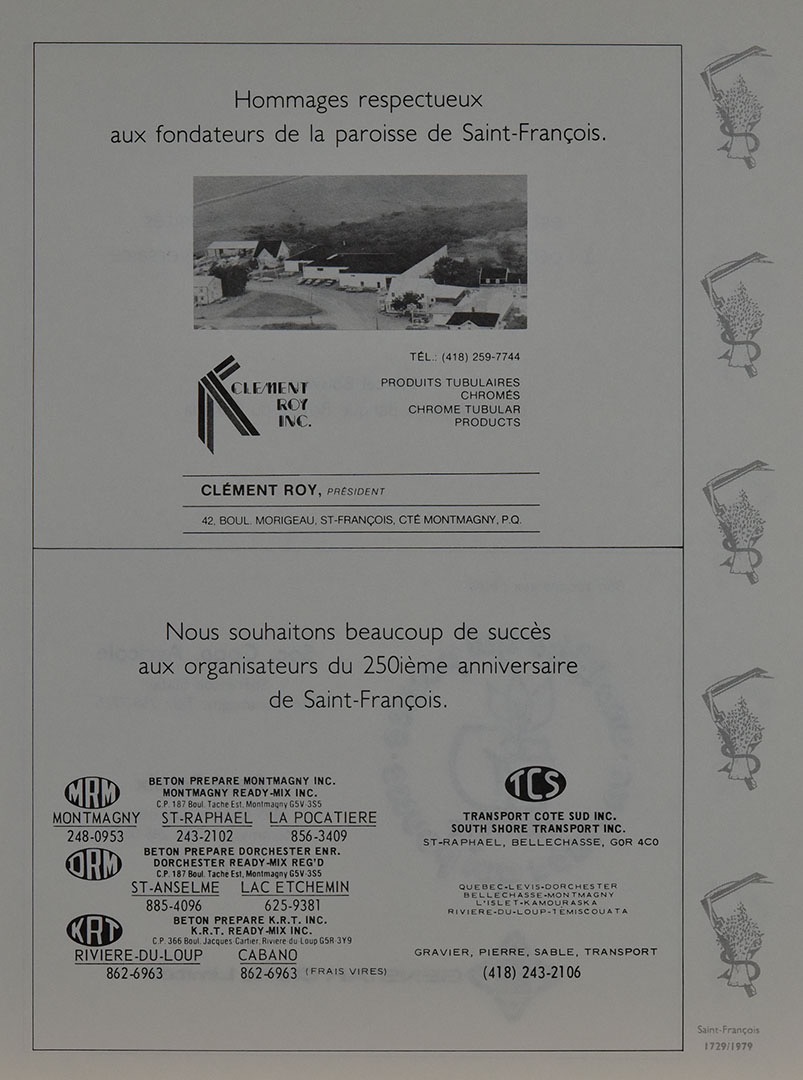 Hommages respectueux
aux fondateurs de la paroisse de Saint-François.
CLEMENT
ROY
INC.
TÉL.: (418) 259-7744
PRODUITS TUBULAIRES
CHROMÉS
CHROME TUBULAR
PRODUCTS
CLÉMENT ROY, PRÉSIDENT
42, BOUL. MORIGEAU, ST-FRANÇOIS, CTÉ MONTMAGNY, P.Q.
Nous souhaitons beaucoup de succès
aux organisateurs du 250ième anniversaire
de Saint-François.
MRM
BETON PREPARE MONTMAGNY INC.
MONTMAGNY READY-MIX INC.
C.P. 187 Boul. Tache Est, Montmagny G5V-3S5
MONTMAGNY ST-RAPHAEL LA POCATIERE
248-0953 243-2102 856-3409
DRM
BETON PREPARE DORCHESTER ENR.
DORCHESTER READY-MIX REG'D
C.P. 187 Boul. Tache Est, Montmagny G5V-3S5
ST-ANSELME LAC ETCHEMIN
885-4096 625-9381
KRT
BETON PREPARE K.R.T. INC.
K.R.T. READY-MIX INC.
C.P. 366 Boul. Jacques Cartier, Riviere du Loup G5R-3Y9
RIVIERE-DU-LOUP CABANO
862-6963 862-6963 (FRAIS VIRES)
TCS
TRANSPORT COTE SUD INC.
SOUTH SHORE TRANSPORT INC.
ST-RAPHAEL, BELLECHASSE, G0R 4C0
QUEBEC-LEVIS-DORCHESTER
BELLECHASSE-MONTMAGNY
L'ISLET-KAMOURASKA
RIVIERE-DU-LOUP-TEMISCOUATA
GRAVIER, PIERRE, SABLE, TRANSPORT
(418) 243-2106
Saint-François
1729/1979